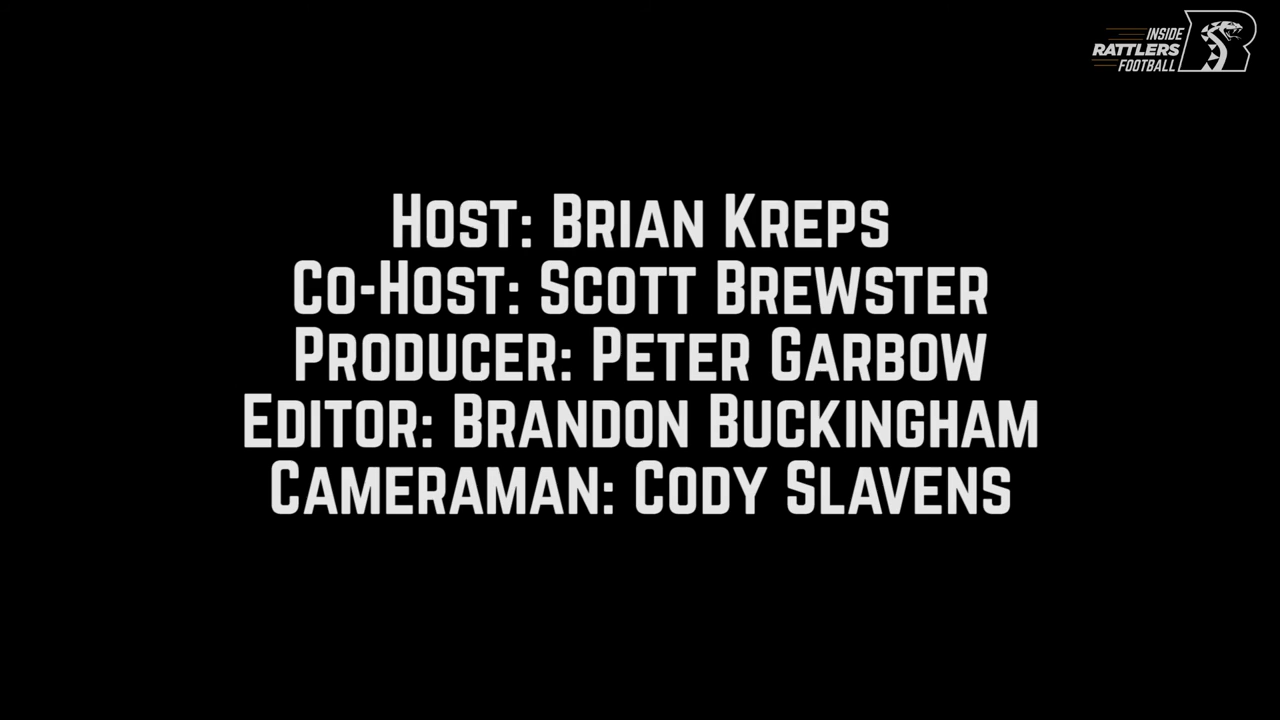 INSIDE
RATTLERS
FOOTBALL
HOST: BRIAN KREPS
CO-HOST: SCOTT BREWSTER
PRODUCER: PETER GARBOW
EDITOR: BRANDON BUCKINGHAM
CAMERAMAN: CODY SLAVENS